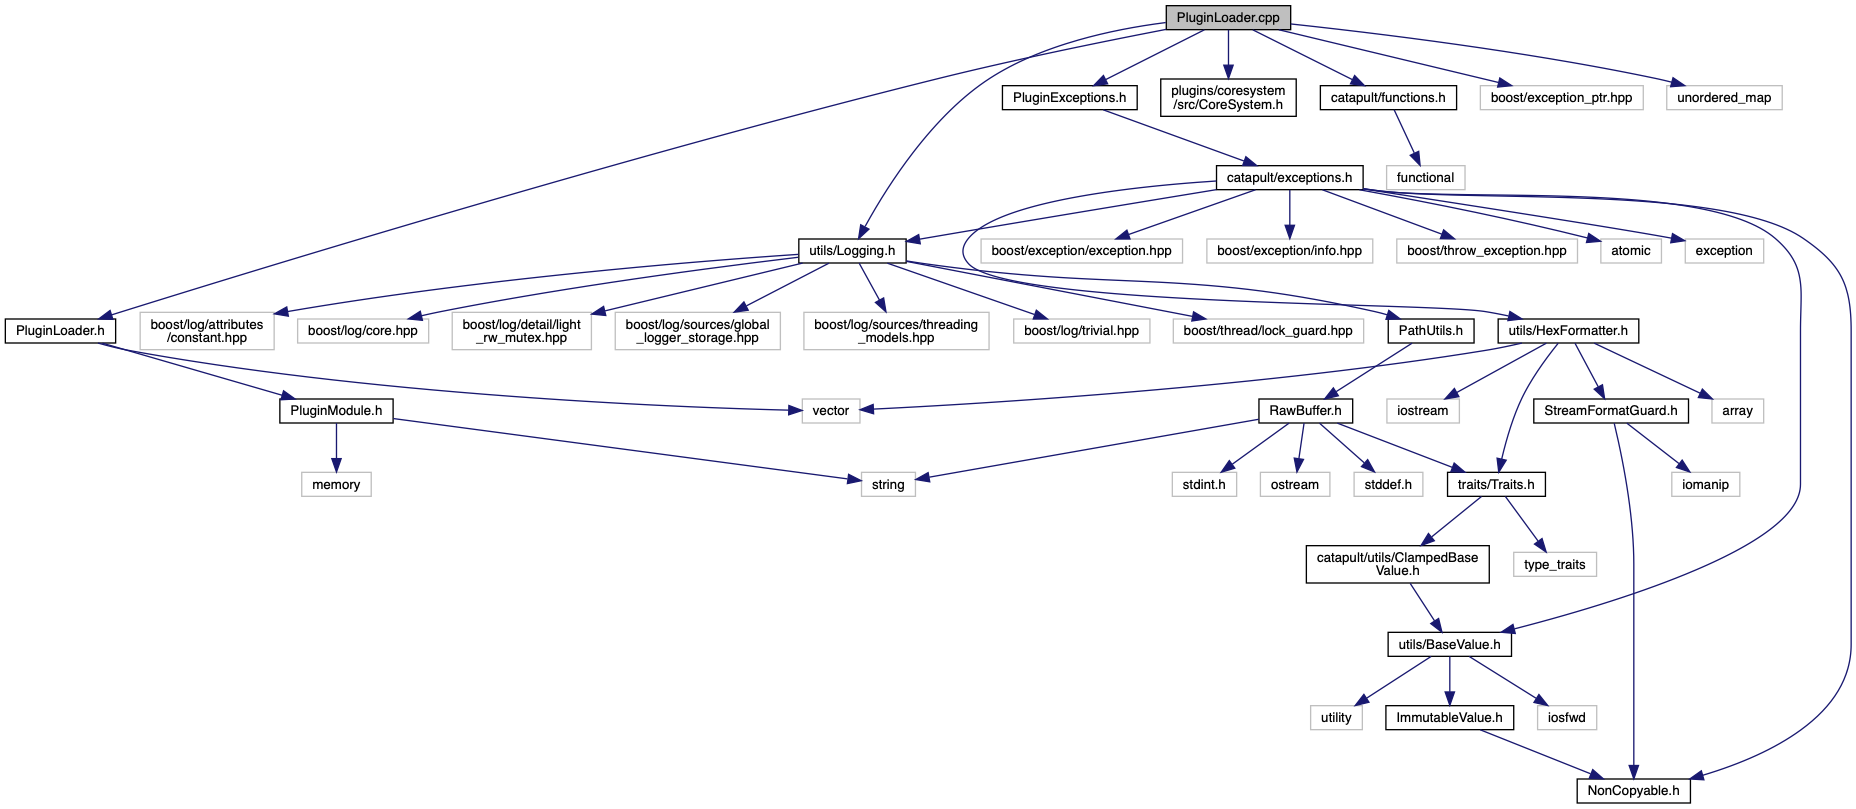 PluginLoader.cpp
PluginExceptions.h
plugins/coresystem
/src/CoreSystem.h
catapult/functions.h
boost/exception_ptr.hpp
unordered_map
catapult/exceptions.h
functional
utils/Logging.h
boost/exception/exception.hpp
boost/exception/info.hpp
boost/throw_exception.hpp
atomic
exception
PluginLoader.h
boost/log/attributes
/constant.hpp
boost/log/core.hpp
boost/log/detail/light
_rw_mutex.hpp
boost/log/sources/global
_logger_storage.hpp
boost/log/sources/threading
_models.hpp
boost/log/trivial.hpp
boost/thread/lock_guard.hpp
PathUtils.h
utils/HexFormatter.h
PluginModule.h
vector
RawBuffer.h
iostream
StreamFormatGuard.h
array
memory
string
stdint.h
ostream
stddef.h
traits/Traits.h
iomanip
catapult/utils/ClampedBase
Value.h
type_traits
utils/BaseValue.h
utility
ImmutableValue.h
iosfwd
NonCopyable.h